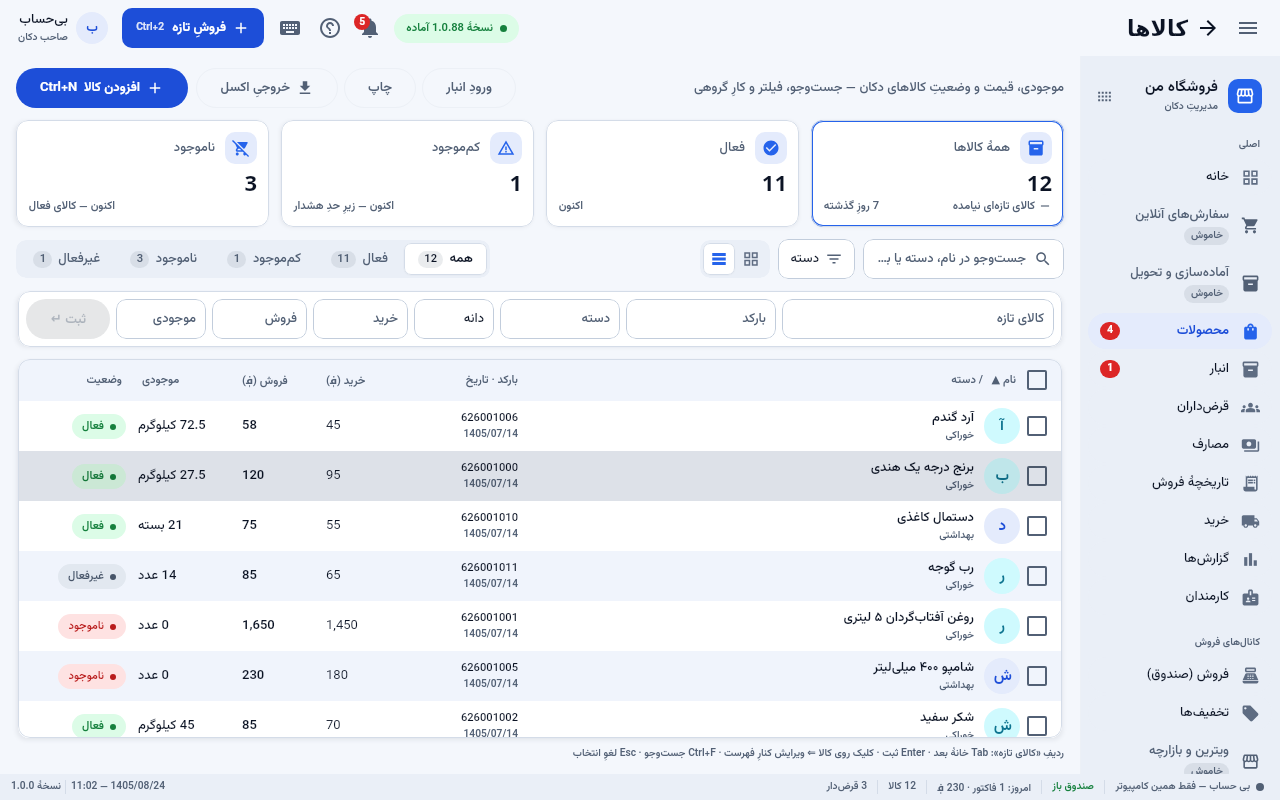 کالاها
نسخهٔ 1.0.88 آماده
5
فروشِ تازه Ctrl+2
ب
بی‌حساب
صاحب دکان
فروشگاه من
مدیریتِ دکان
اصلی
خانه
سفارش‌های آنلاین
خاموش
آماده‌سازی و تحویل
خاموش
محصولات
4
انبار
1
قرض‌داران
مصارف
تاریخچهٔ فروش
خرید
گزارش‌ها
کارمندان
کانال‌های فروش
فروش (صندوق)
تخفیف‌ها
ویترین و بازارچه
خاموش
موجودی، قیمت و وضعیتِ کالاهای دکان — جست‌وجو، فیلتر و کارِ گروهی
ورودِ انبار
چاپ
خروجیِ اکسل
افزودن کالا Ctrl+N
همهٔ کالاها
12
— کالای تازه‌ای نیامده
7 روزِ گذشته
فعال
11
اکنون
کم‌موجود
1
اکنون — زیرِ حدِ هشدار
ناموجود
3
اکنون — کالای فعال
جست‌وجو در نام، دسته یا ب...
دسته
همه 12
فعال 11
کم‌موجود 1
ناموجود 3
غیرفعال 1
کالای تازه
بارکد
دسته
دانه
خرید
فروش
موجودی
ثبت ↵
نام ▲ / دسته
بارکد · تاریخ
خرید (؋)
فروش (؋)
موجودی
وضعیت
آ
آرد گندم
خوراکی
626001006
1405/07/14
45
58
72.5 کیلوگرم
فعال
ب
برنج درجه یک هندی
خوراکی
626001000
1405/07/14
95
120
27.5 کیلوگرم
فعال
د
دستمال کاغذی
بهداشتی
626001010
1405/07/14
55
75
21 بسته
فعال
ر
رب گوجه
خوراکی
626001011
1405/07/14
65
85
14 عدد
غیرفعال
ر
روغن آفتاب‌گردان ۵ لیتری
خوراکی
626001001
1405/07/14
1,450
1,650
0 عدد
ناموجود
ش
شامپو ۴۰۰ میلی‌لیتر
بهداشتی
626001005
1405/07/14
180
230
0 عدد
ناموجود
ش
شکر سفید
خوراکی
626001002
1405/07/14
70
85
45 کیلوگرم
فعال
ردیفِ «کالای تازه»: Tab خانهٔ بعد · Enter ثبت · کلیک روی کالا ⇐ ویرایش کنارِ فهرست · Ctrl+F جست‌وجو · Esc لغوِ انتخاب
بی حساب — فقط همین کامپیوتر
صندوق باز
امروز: 1 فاکتور · 230 ؋
12 کالا
3 قرض‌دار
1405/08/24 — 11:02
نسخهٔ 1.0.0